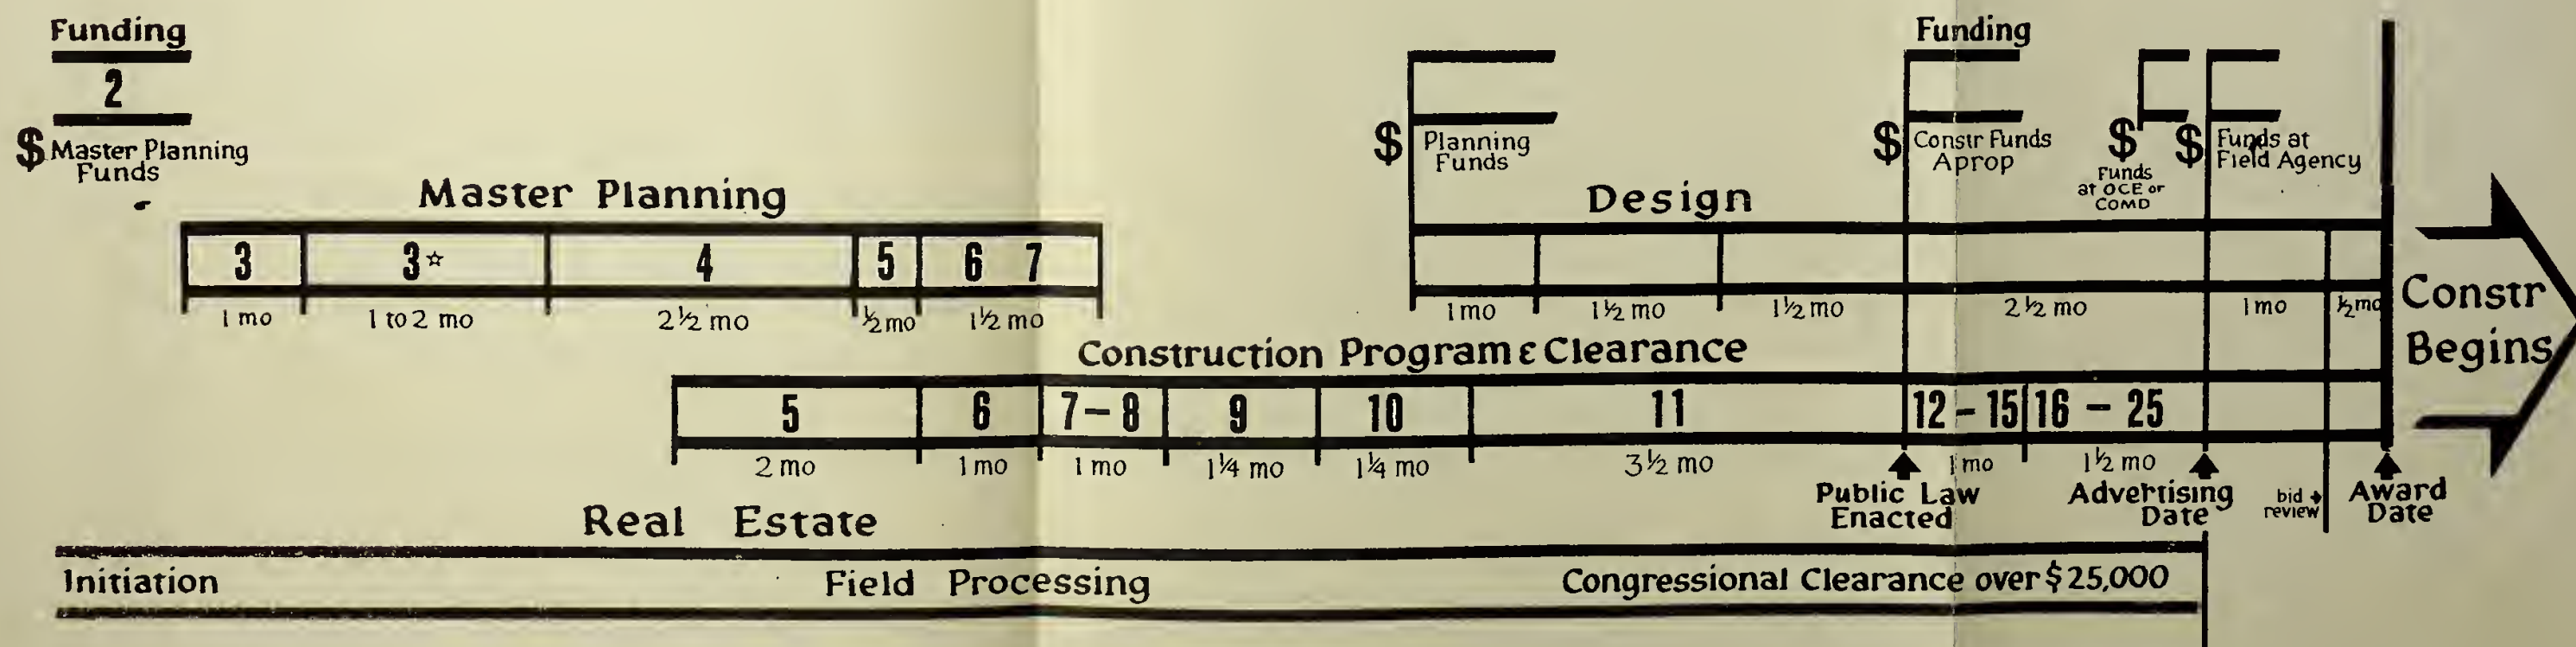 Funding
2
$ Master Planning
Funds
Master Planning
3 3☆ 4 5 6 7
1 mo 1 to 2 mo 2½ mo ½ mo 1½ mo
$ Planning
Funds
Funding
$ Constr Funds
Aprop
$ Funds
at OCE or
COMD
$ Funds at
Field Agency
Design
1 mo 1½ mo 1½ mo 2½ mo 1 mo ½ mo
Constr
Begins
Construction Program & Clearance
5 6 7-8 9 10 11 12-15 16-25
2 mo 1 mo 1 mo 1¼ mo 1¼ mo 3½ mo 1 mo 1½ mo
Public Law
Enacted
Advertising
Date
bid
review
Award
Date
Real Estate
Initiation Field Processing Congressional Clearance over $25,000